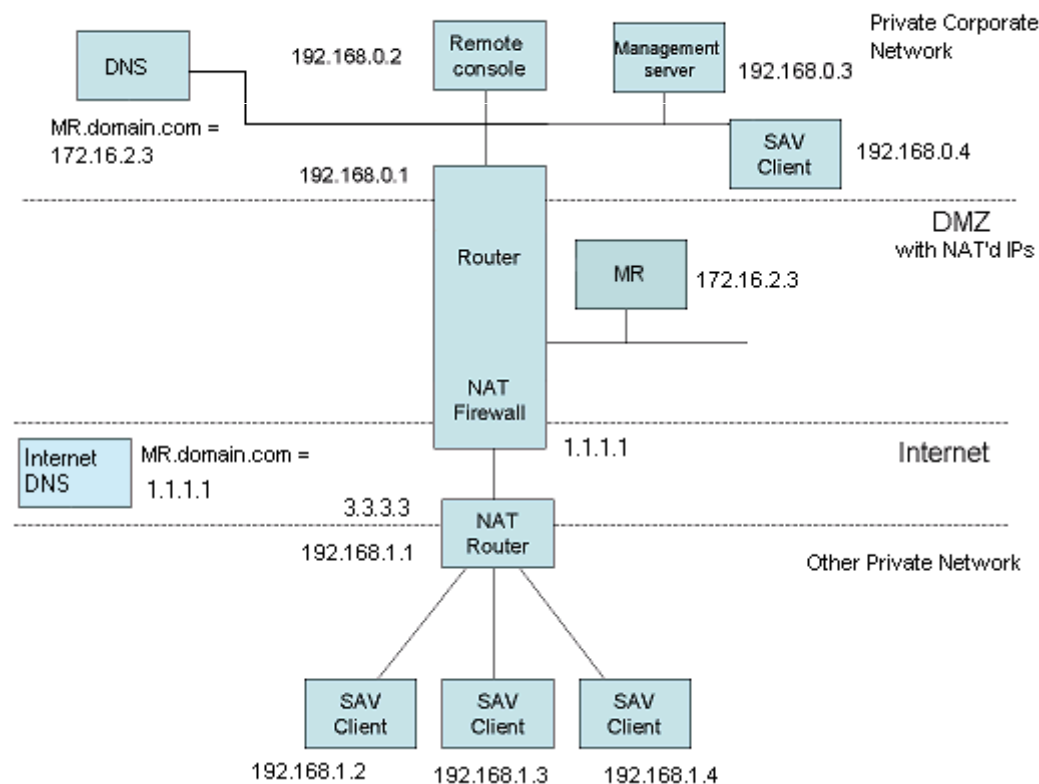 Private Corporate
Network
DNS
192.168.0.2
Remote
console
Management
server
192.168.0.3
MR.domain.com =
172.16.2.3
SAV
Client
192.168.0.4
192.168.0.1
DMZ
with NAT'd IPs
Router
MR
172.16.2.3
NAT
Firewall
Internet
DNS
MR.domain.com =
1.1.1.1
1.1.1.1
Internet
3.3.3.3
NAT
Router
192.168.1.1
Other Private Network
SAV
Client
SAV
Client
SAV
Client
192.168.1.2
192.168.1.3
192.168.1.4